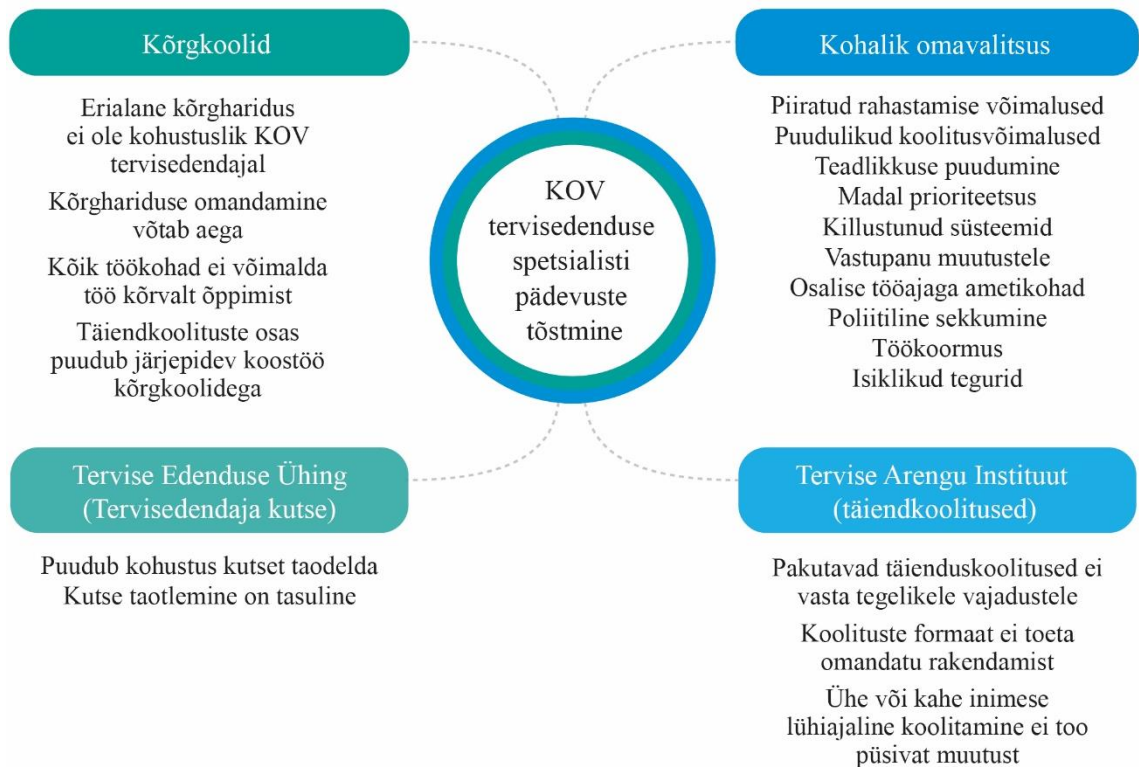 Kõrgkoolid
Erialane kõrgharidus
ei ole kohustuslik KOV
tervisedendajal
Kõrghariduse omandamine
võtab aega
Kõik töökohad ei võimalda
töö kõrvalt õppimist
Täiendkoolituste osas
puudub järjepidev koostöö
kõrgkoolidega
Kohalik omavalitsus
Piiratud rahastamise võimalused
Puudulikud koolitusvõimalused
Teadlikkuse puudumine
Madal prioriteetsus
Killustunud süsteemid
Vastupanu muutustele
Osalise tööajaga ametikohad
Poliitiline sekkumine
Töökoormus
Isiklikud tegurid
KOV
tervisedenduse
spetsialisti
pädevuste
tõstmine
Tervise Edenduse Ühing
(Tervisedendaja kutse)
Puudub kohustus kutset taodelda
Kutse taotlemine on tasuline
Tervise Arengu Instituut
(täiendkoolitused)
Pakutavad täienduskoolitused ei
vasta tegelikele vajadustele
Koolituste formaat ei toeta
omandatu rakendamist
Ühe või kahe inimese
lühiajaline koolitamine ei too
püsivat muutust